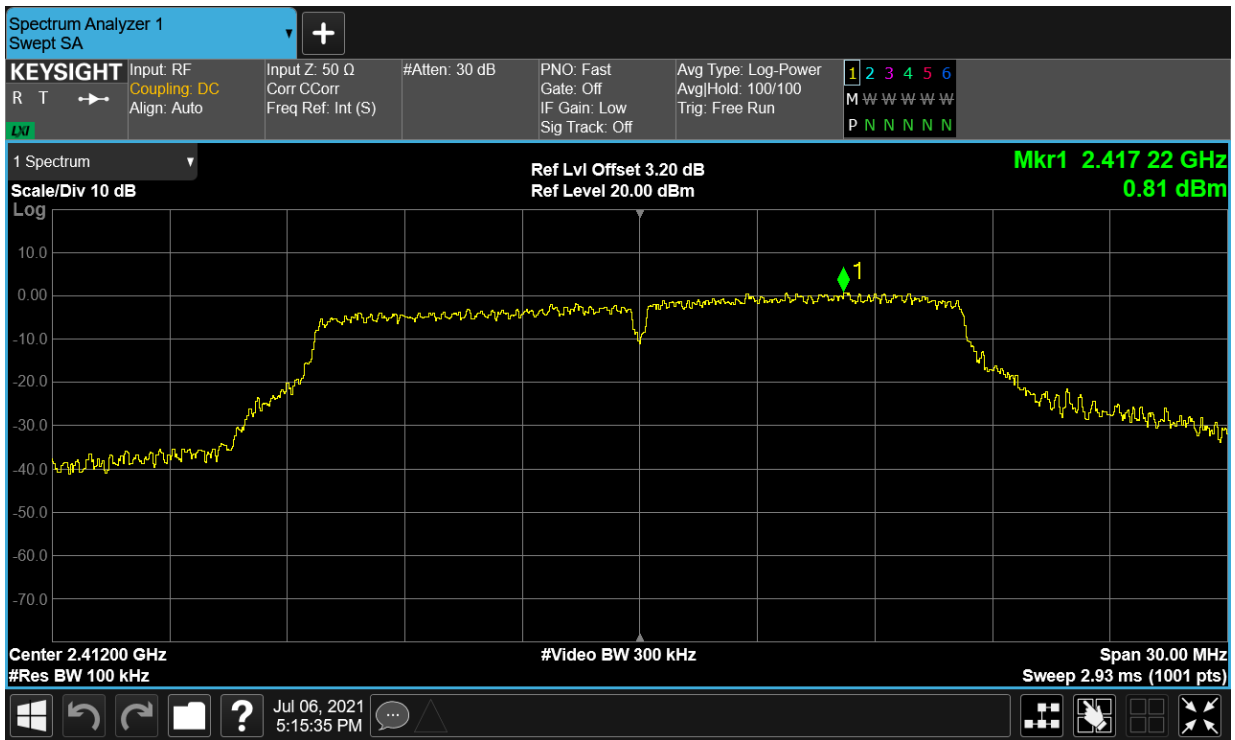 Spectrum Analyzer 1
Swept SA
+
KEYSIGHT
R T
LXI
Input: RF
Coupling: DC
Align: Auto
Input Z: 50 Ω
Corr CCorr
Freq Ref: Int (S)
#Atten: 30 dB
PNO: Fast
Gate: Off
IF Gain: Low
Sig Track: Off
Avg Type: Log-Power
Avg|Hold: 100/100
Trig: Free Run
1 2 3 4 5 6
M W W W W W
P N N N N N
1 Spectrum
Scale/Div 10 dB
Log
Ref Lvl Offset 3.20 dB
Ref Level 20.00 dBm
Mkr1 2.417 22 GHz
0.81 dBm
1
10.0
0.00
-10.0
-20.0
-30.0
-40.0
-50.0
-60.0
-70.0
Center 2.41200 GHz
#Res BW 100 kHz
#Video BW 300 kHz
Span 30.00 MHz
Sweep 2.93 ms (1001 pts)
?
Jul 06, 2021
5:15:35 PM